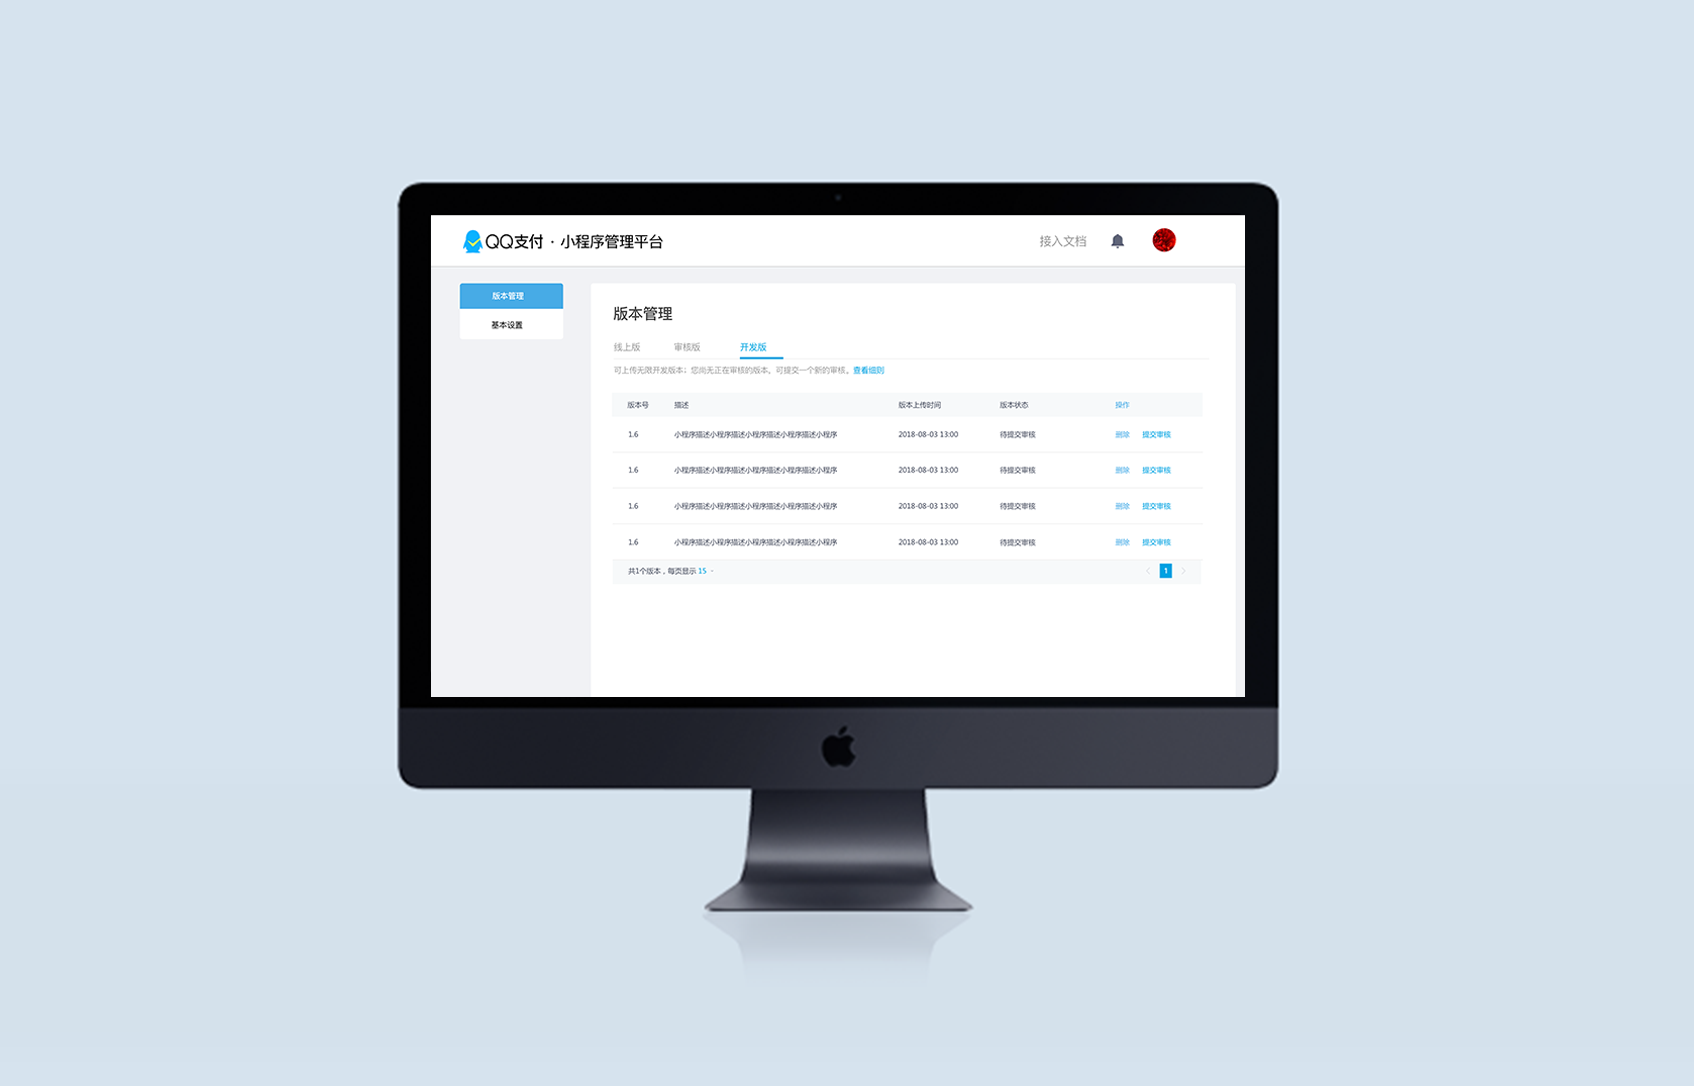 QQ支付 · 小程序管理平台
接入文档
版本管理
基本设置
版本管理
线上版 审核版 开发版
可上传无限开发版本；您尚无正在审核的版本，可提交一个新的审核。查看细则
版本号 描述 版本上传时间 版本状态 操作
1.6 小程序描述小程序描述小程序描述小程序描述小程序 2018-08-03 13:00 待提交审核 删除 提交审核
1.6 小程序描述小程序描述小程序描述小程序描述小程序 2018-08-03 13:00 待提交审核 删除 提交审核
1.6 小程序描述小程序描述小程序描述小程序描述小程序 2018-08-03 13:00 待提交审核 删除 提交审核
1.6 小程序描述小程序描述小程序描述小程序描述小程序 2018-08-03 13:00 待提交审核 删除 提交审核
共1个版本，每页显示 15
1